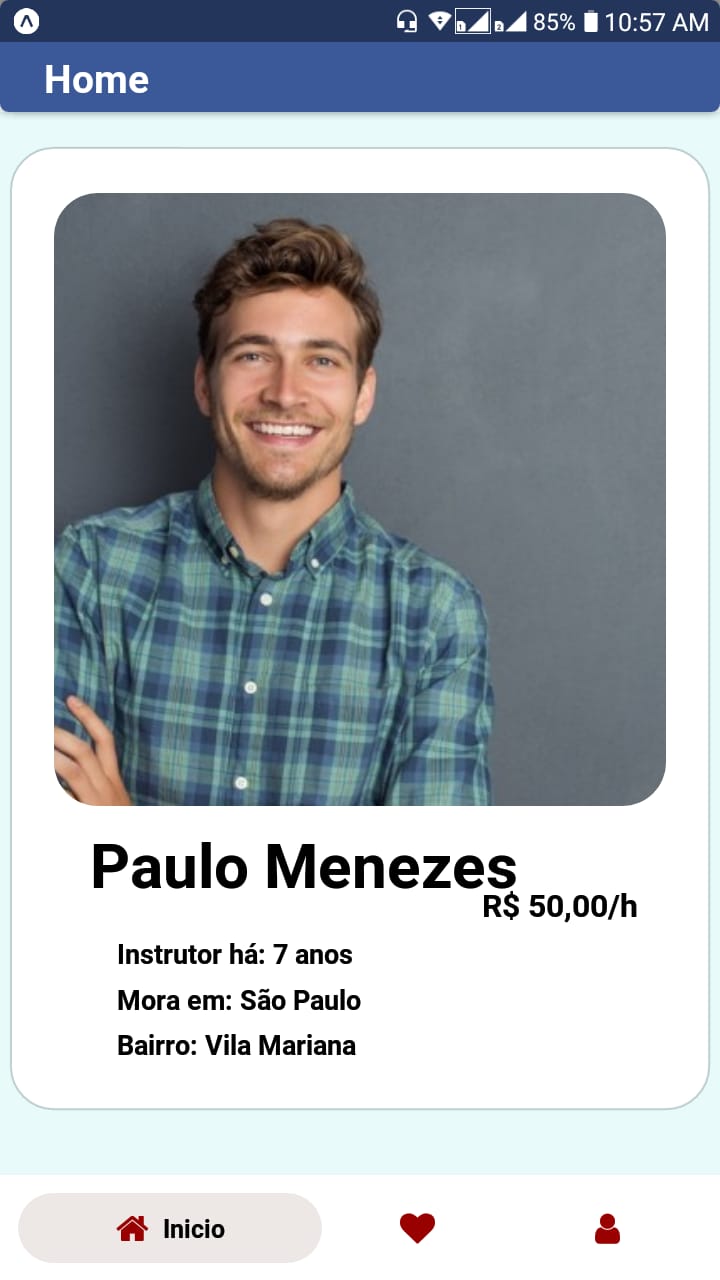 85% 10:57 AM
Home
Paulo Menezes
R$ 50,00/h
Instrutor há: 7 anos
Mora em: São Paulo
Bairro: Vila Mariana
Inicio